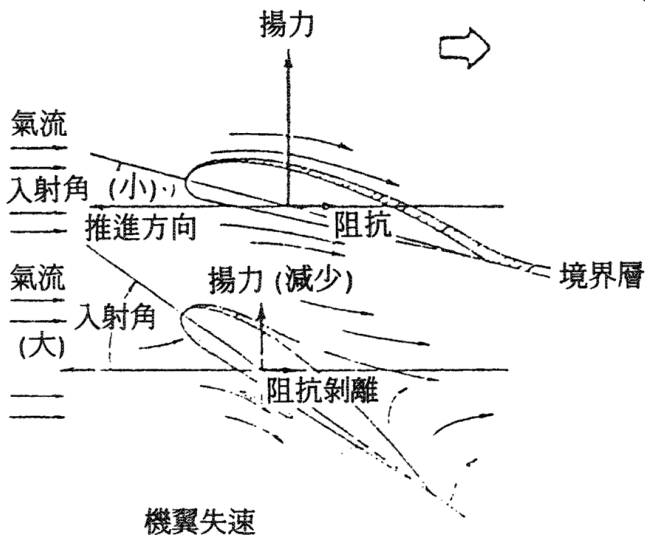 揚力
氣流
入射角 (小)
推進方向
阻抗
境界層
氣流
揚力 (減少)
入射角
(大)
阻抗剝離
機翼失速